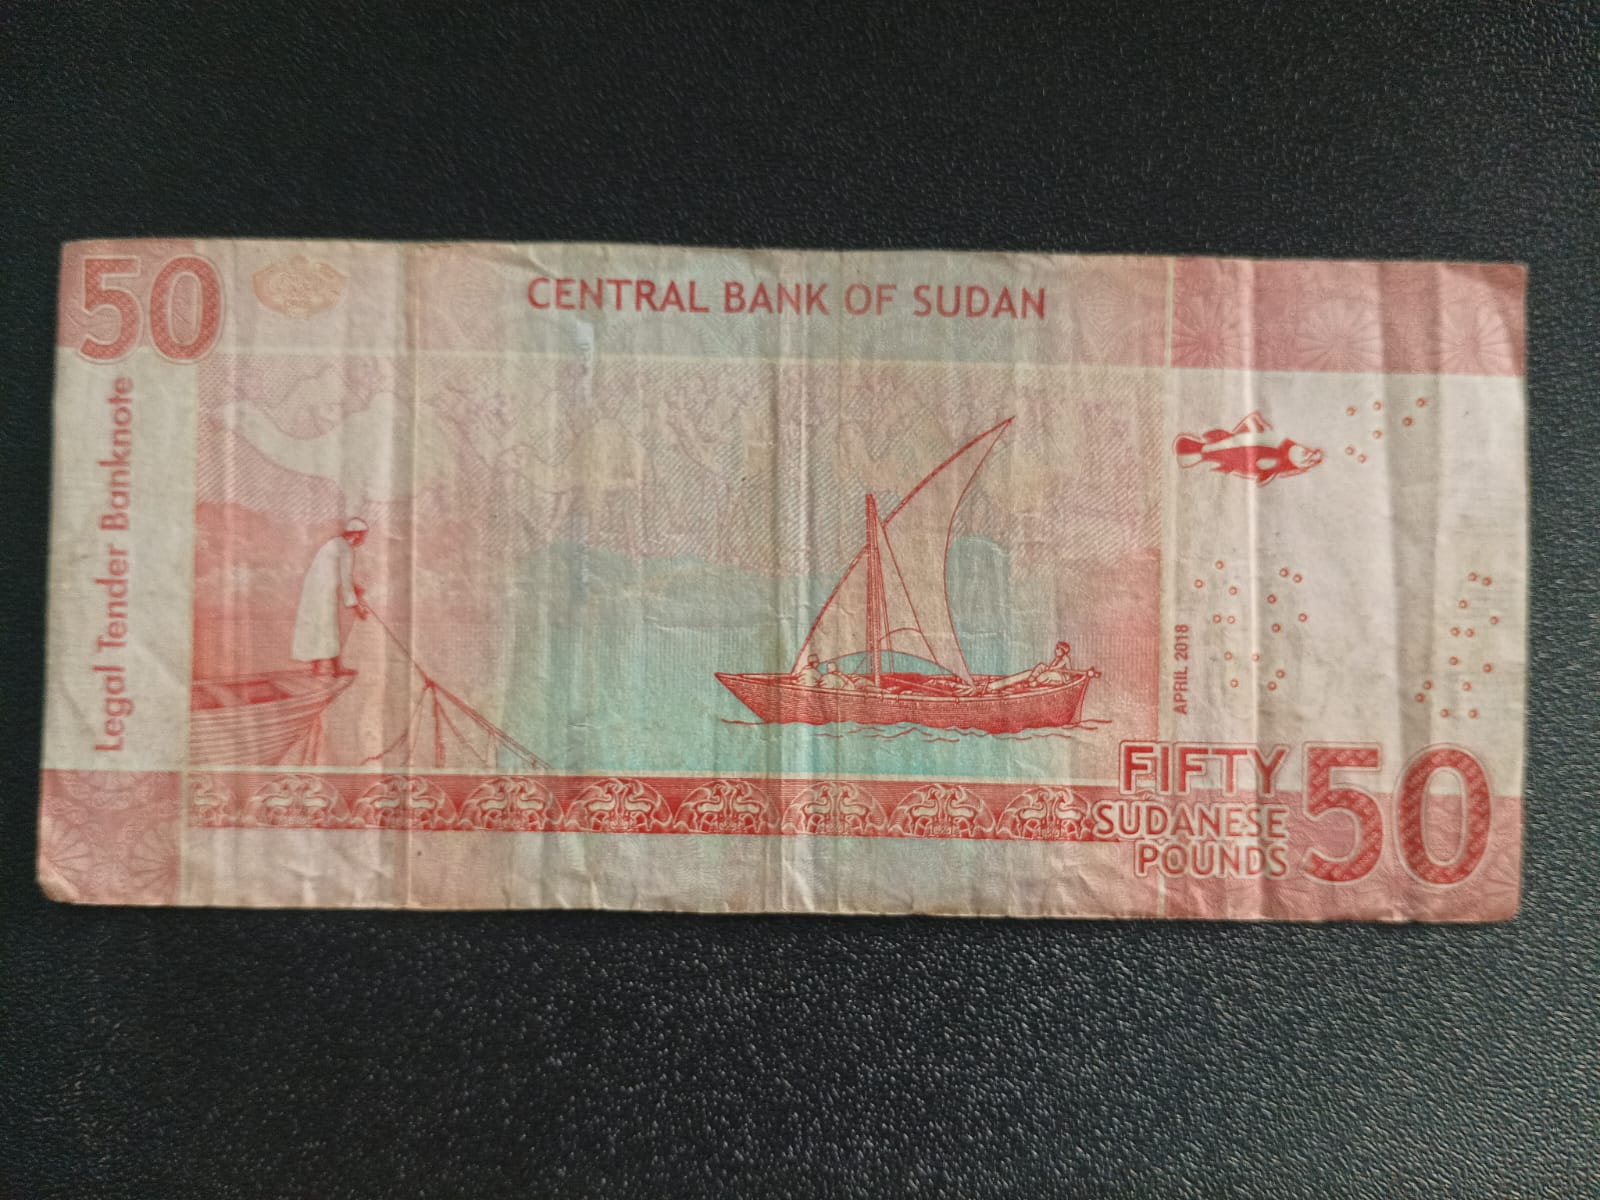 50
CENTRAL BANK OF SUDAN
Legal Tender Banknote
APRIL 2018
FIFTY
SUDANESE
POUNDS
50